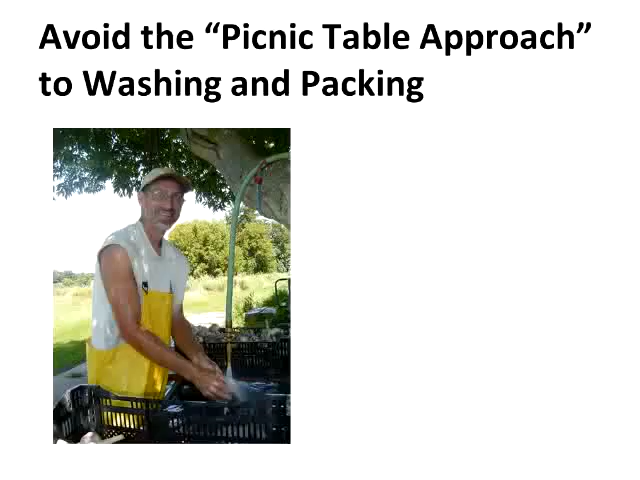 Avoid the “Picnic Table Approach”
to Washing and Packing